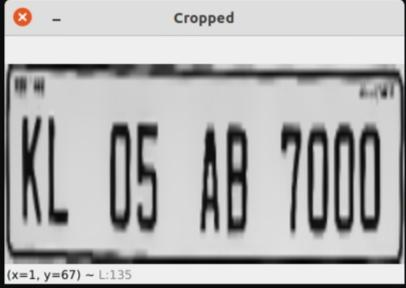 Cropped
KL 05 AB 7000
(x=1, y=67) ~ L:135